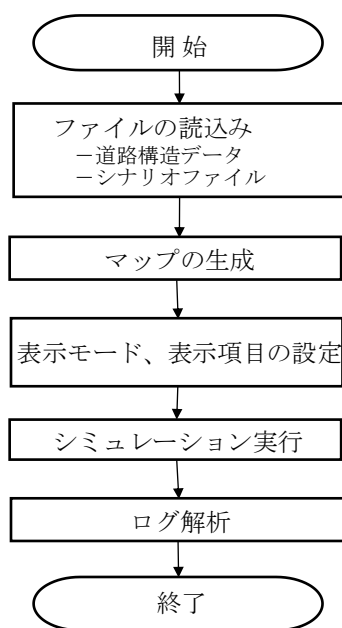 開 始
ファイルの読込み
－道路構造データ
－シナリオファイル
マップの生成
表示モード、表示項目の設定
シミュレーション実行
ログ解析
終了